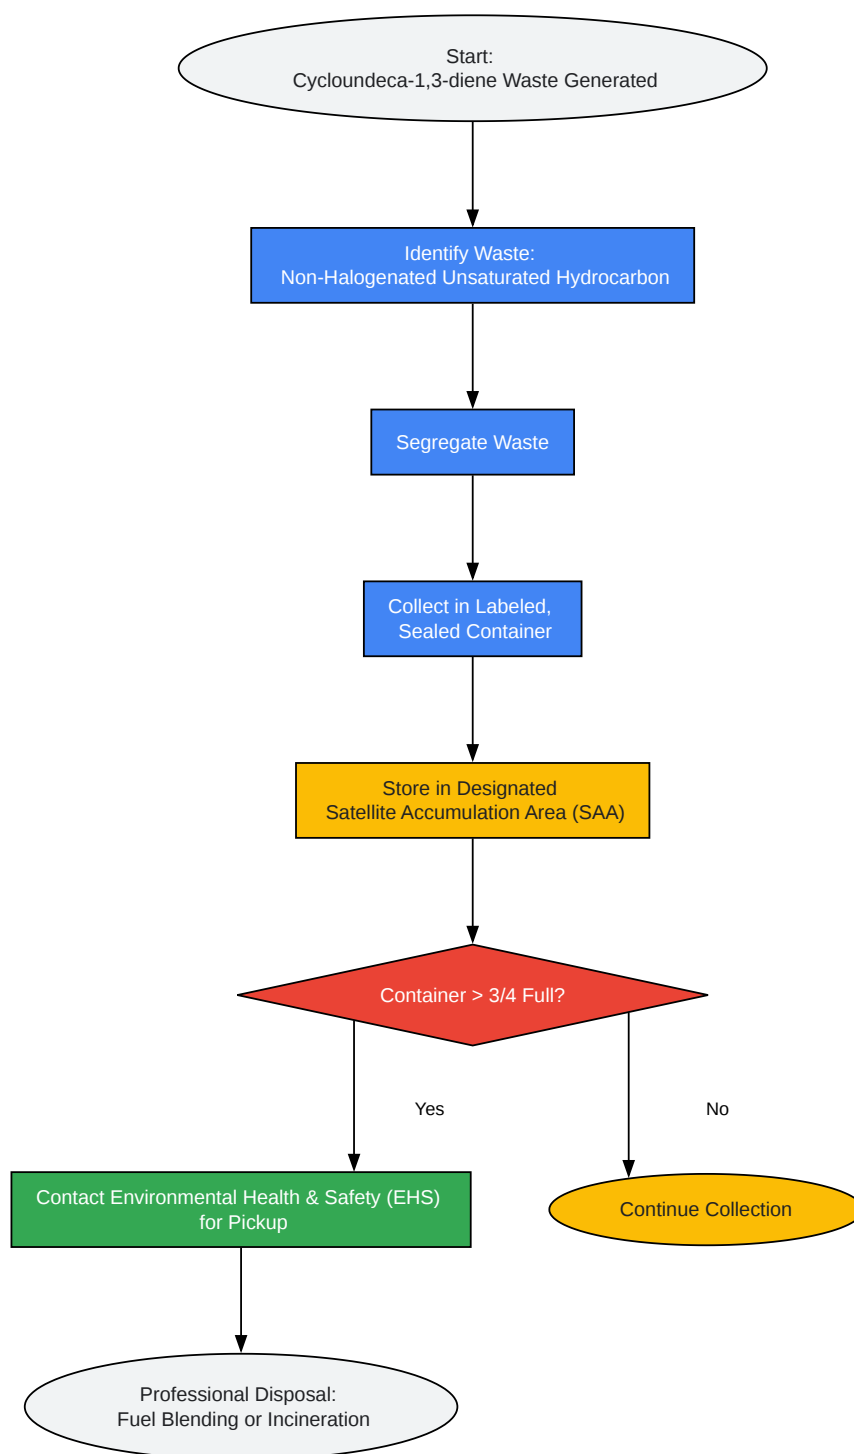 Start:
Cycloundeca-1,3-diene Waste Generated
Identify Waste:
Non-Halogenated Unsaturated Hydrocarbon
Segregate Waste
Collect in Labeled,
Sealed Container
Store in Designated
Satellite Accumulation Area (SAA)
Container > 3/4 Full?
Yes
No
Contact Environmental Health & Safety (EHS)
for Pickup
Continue Collection
Professional Disposal:
Fuel Blending or Incineration